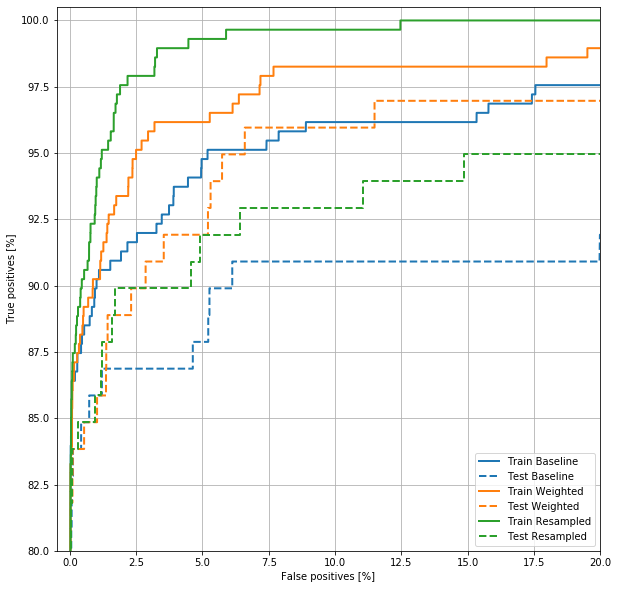 100.0
97.5
95.0
92.5
90.0
87.5
85.0
82.5
80.0
True positives [%]
0.0 2.5 5.0 7.5 10.0 12.5 15.0 17.5 20.0
False positives [%]
Train Baseline
Test Baseline
Train Weighted
Test Weighted
Train Resampled
Test Resampled